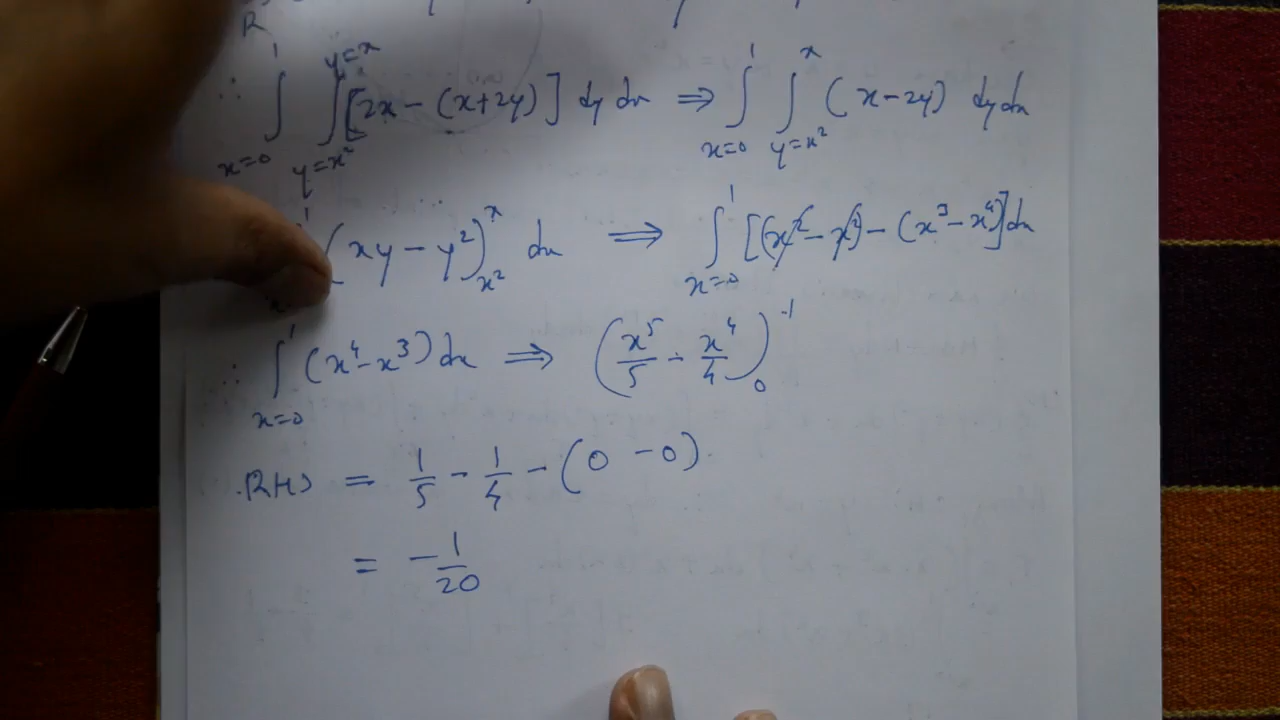 R
∴ ∫_{x=0}^{1} ∫_{y=x²}^{y=x} [2x − (x+2y)] dy dx ⇒ ∫_{x=0}^{1} ∫_{y=x²}^{x} (x−2y) dy dx
(xy − y²)_{x²}^{x} dx ⇒ ∫_{x=0}^{1} [(x² − x²) − (x³ − x⁴)] dx
∴ ∫_{x=0}^{1} (x⁴ − x³) dx ⇒ (x⁵/5 − x⁴/4)_{0}^{1}
RHS = 1/5 − 1/4 − (0 − 0)
= −1/20